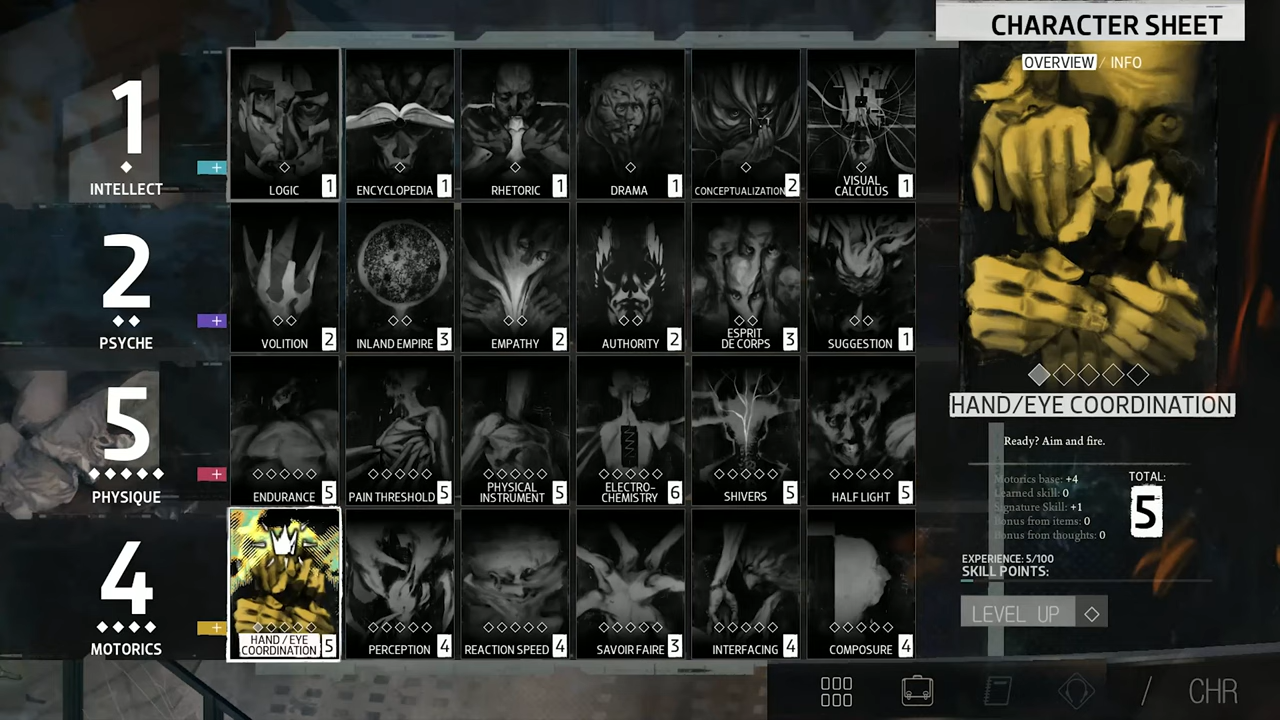 CHARACTER SHEET
OVERVIEW / INFO
1
INTELLECT
+
LOGIC 1
ENCYCLOPEDIA 1
RHETORIC 1
DRAMA 1
CONCEPTUALIZATION 2
VISUAL
CALCULUS 1
2
PSYCHE
+
VOLITION 2
INLAND EMPIRE 3
EMPATHY 2
AUTHORITY 2
ESPRIT
DE CORPS 3
SUGGESTION 1
5
PHYSIQUE
+
ENDURANCE 5
PAIN THRESHOLD 5
PHYSICAL
INSTRUMENT 5
ELECTRO-
CHEMISTRY 6
SHIVERS 5
HALF LIGHT 5
4
MOTORICS
+
HAND/EYE
COORDINATION 5
PERCEPTION 4
REACTION SPEED 4
SAVOIR FAIRE 3
INTERFACING 4
COMPOSURE 4
HAND/EYE COORDINATION
Ready? Aim and fire.
Motorics base: +4
Learned skill: 0
Signature Skill: +1
Bonus from items: 0
Bonus from thoughts: 0
TOTAL:
5
EXPERIENCE: 5/100
SKILL POINTS:
LEVEL UP
/ CHR